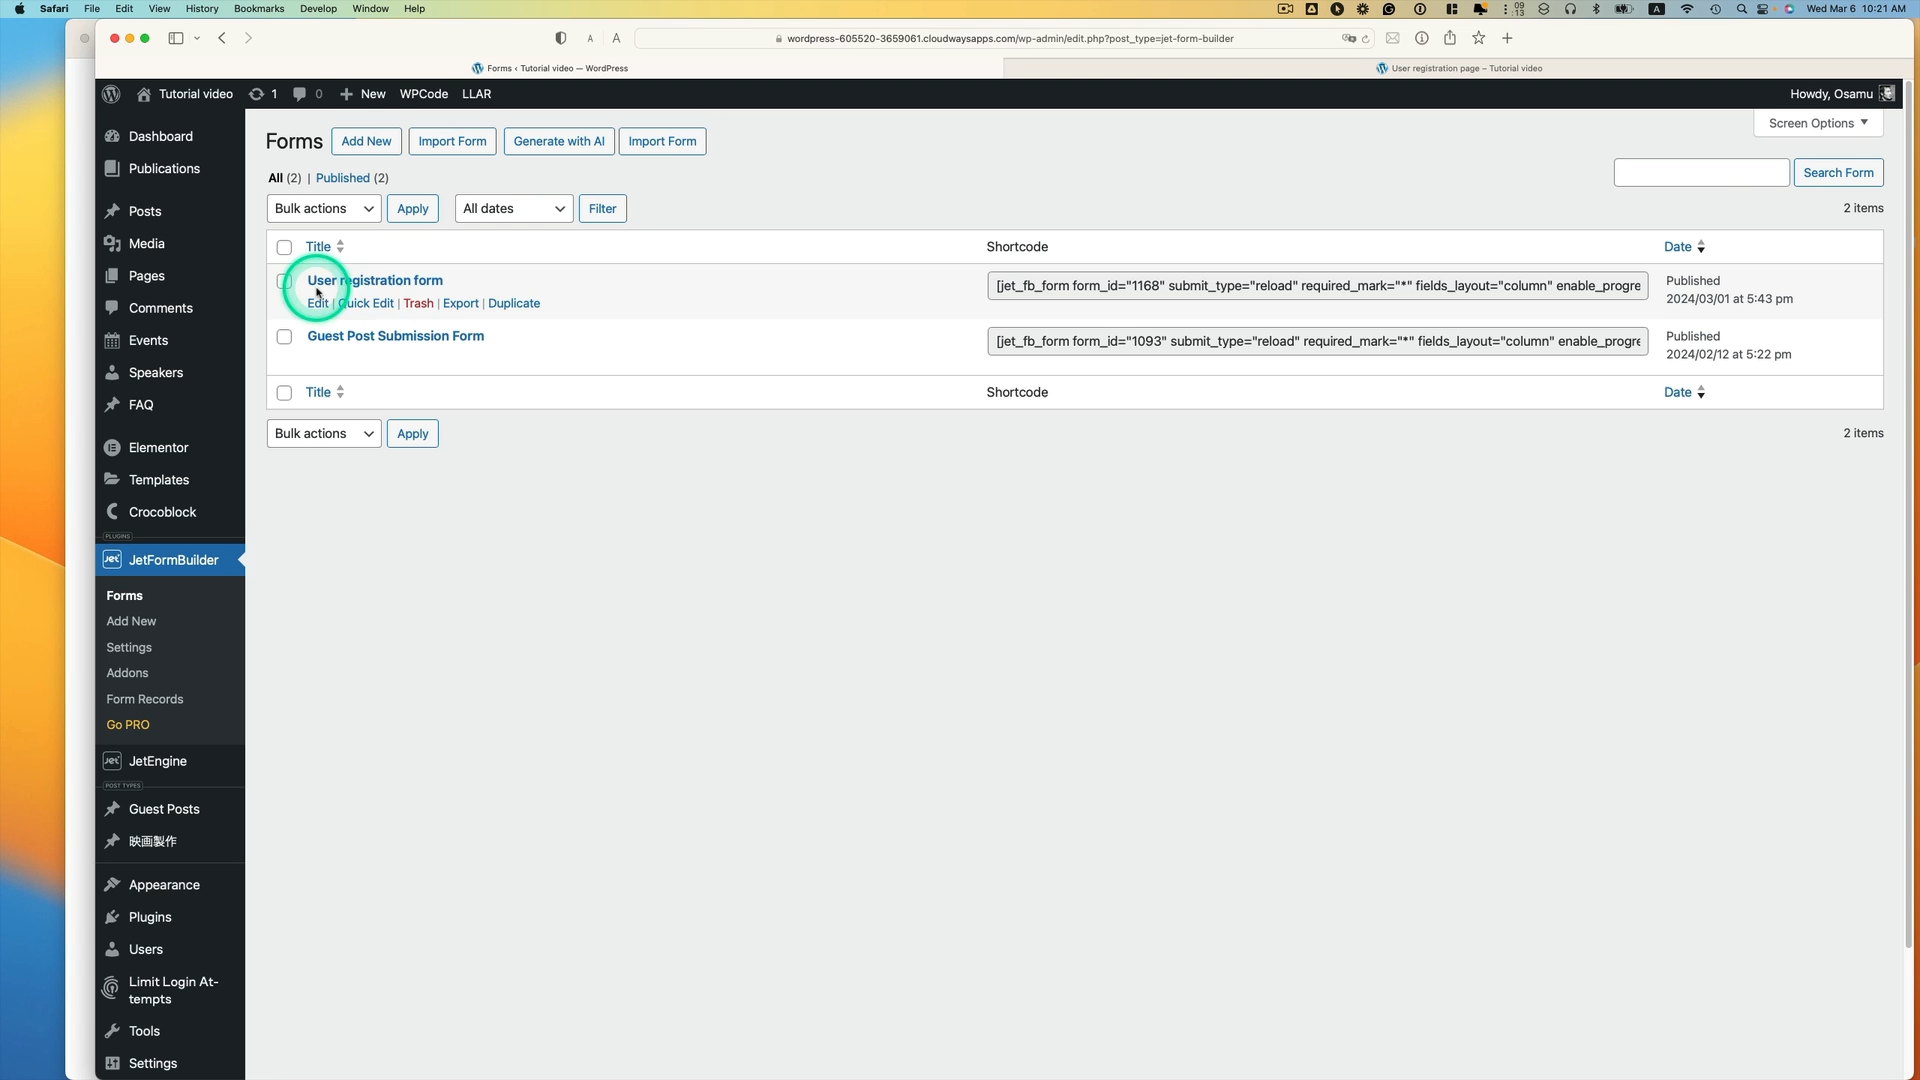 Safari File Edit View History Bookmarks Develop Window Help
09
13
A
Wed Mar 6 10:21 AM
A A
wordpress-605520-3659061.cloudwaysapps.com/wp-admin/edit.php?post_type=jet-form-builder
Forms ‹ Tutorial video — WordPress
User registration page – Tutorial video
Tutorial video 1 0 New WPCode LLAR
Howdy, Osamu
Dashboard
Publications
Posts
Media
Pages
Comments
Events
Speakers
FAQ
Elementor
Templates
Crocoblock
PLUGINS
Jet JetFormBuilder
Forms
Add New
Settings
Addons
Form Records
Go PRO
Jet JetEngine
POST TYPES
Guest Posts
映画製作
Appearance
Plugins
Users
Limit Login At-
tempts
Tools
Settings
Forms Add New Import Form Generate with AI Import Form
Screen Options
All (2) | Published (2)
Search Form
Bulk actions Apply All dates Filter
2 items
Title Shortcode Date
User registration form
Edit | Quick Edit | Trash | Export | Duplicate
[jet_fb_form form_id="1168" submit_type="reload" required_mark="*" fields_layout="column" enable_progre
Published
2024/03/01 at 5:43 pm
Guest Post Submission Form
[jet_fb_form form_id="1093" submit_type="reload" required_mark="*" fields_layout="column" enable_progre
Published
2024/02/12 at 5:22 pm
Title Shortcode Date
Bulk actions Apply
2 items